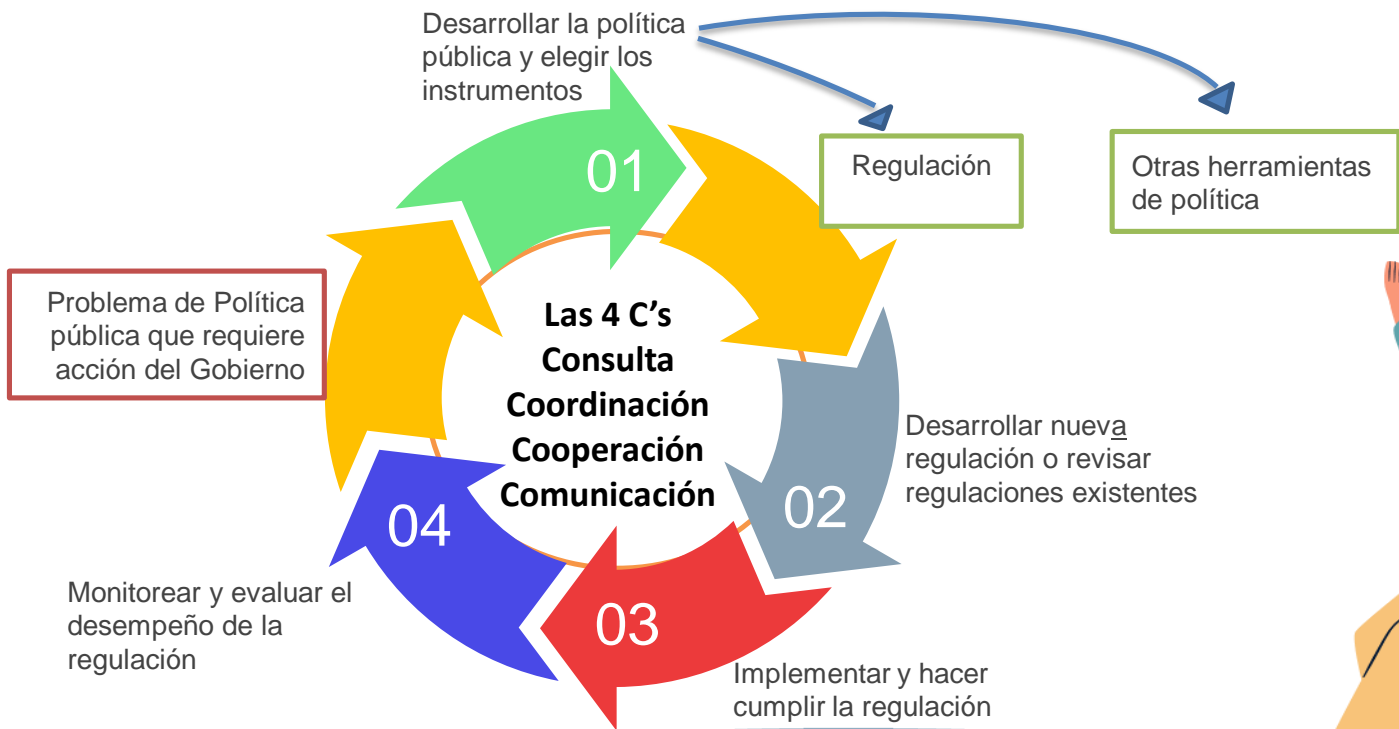 Desarrollar la política
pública y elegir los
instrumentos
01
Regulación
Otras herramientas
de política
Problema de Política
pública que requiere
acción del Gobierno
Las 4 C’s
Consulta
Coordinación
Cooperación
Comunicación
Desarrollar nueva
regulación o revisar
regulaciones existentes
02
04
Monitorear y evaluar el
desempeño de la
regulación
03
Implementar y hacer
cumplir la regulación